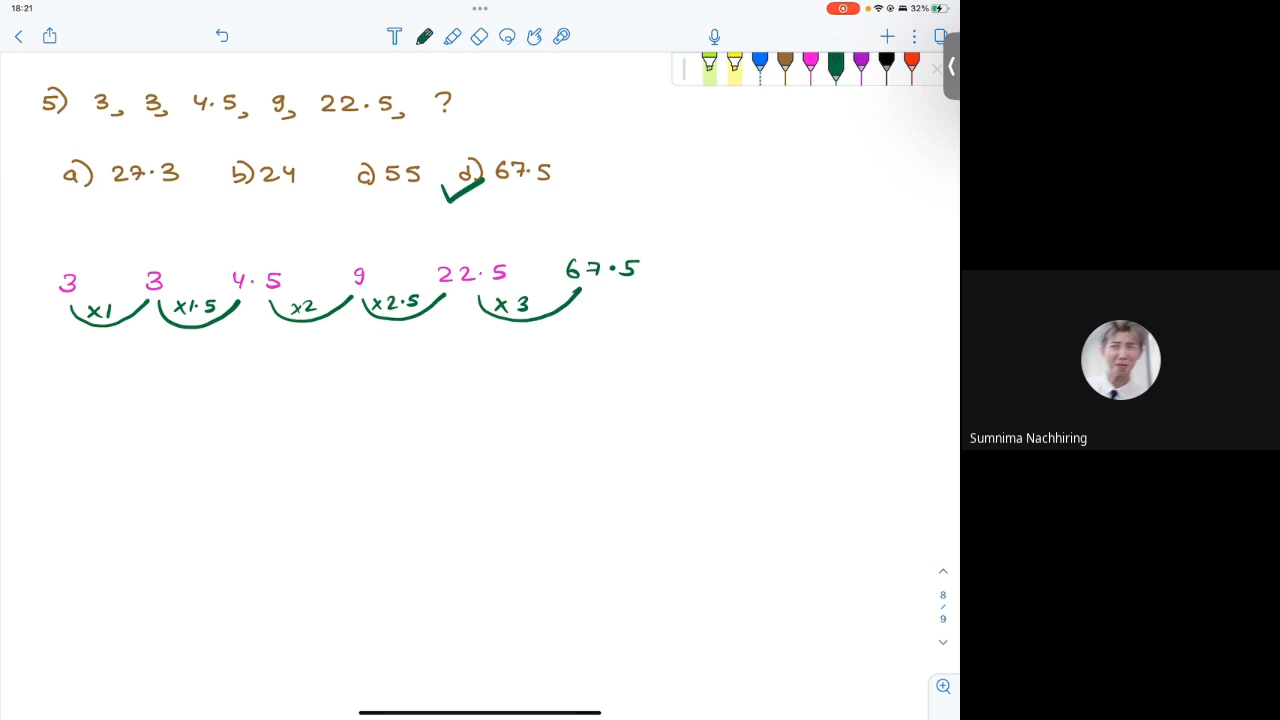 18:21
32%
T
5) 3, 3, 4.5, 9, 22.5, ?
a) 27.3 b) 24 c) 55 d) 67.5
3 3 4.5 9 22.5 67.5
x1 x1.5 x2 x2.5 x3
Sumnima Nachhiring
8
/
9